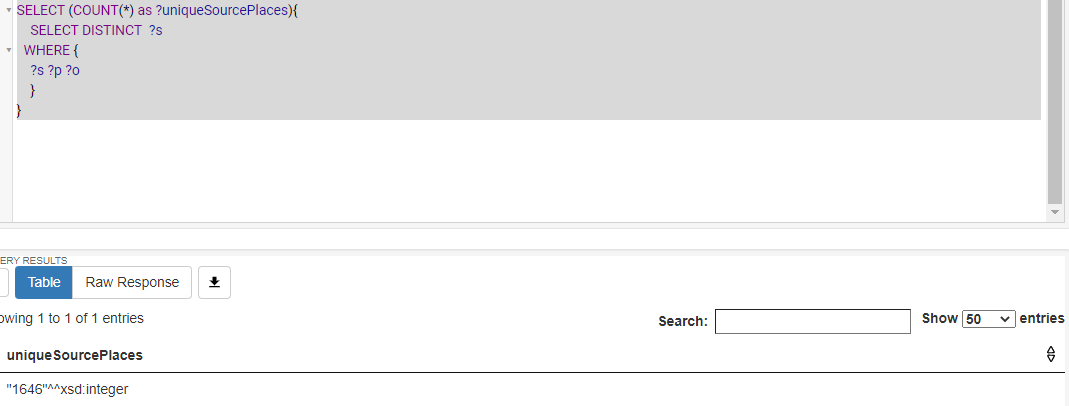 SELECT (COUNT(*) as ?uniqueSourcePlaces){
SELECT DISTINCT ?s
WHERE {
?s ?p ?o
}
}
ERY RESULTS
Table Raw Response
owing 1 to 1 of 1 entries
Search: Show 50 entries
uniqueSourcePlaces
"1646"^^xsd:integer